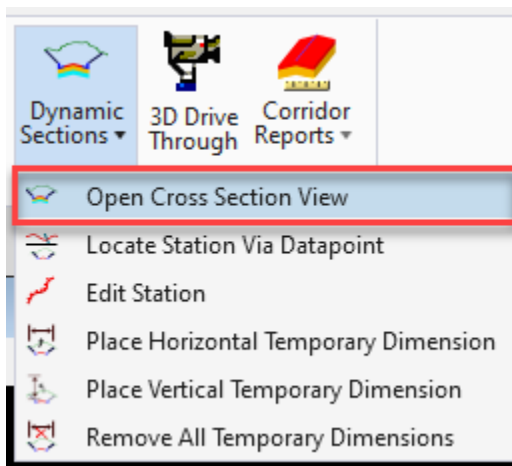 Dynamic
Sections
3D Drive
Through
Corridor
Reports
Open Cross Section View
Locate Station Via Datapoint
Edit Station
Place Horizontal Temporary Dimension
Place Vertical Temporary Dimension
Remove All Temporary Dimensions